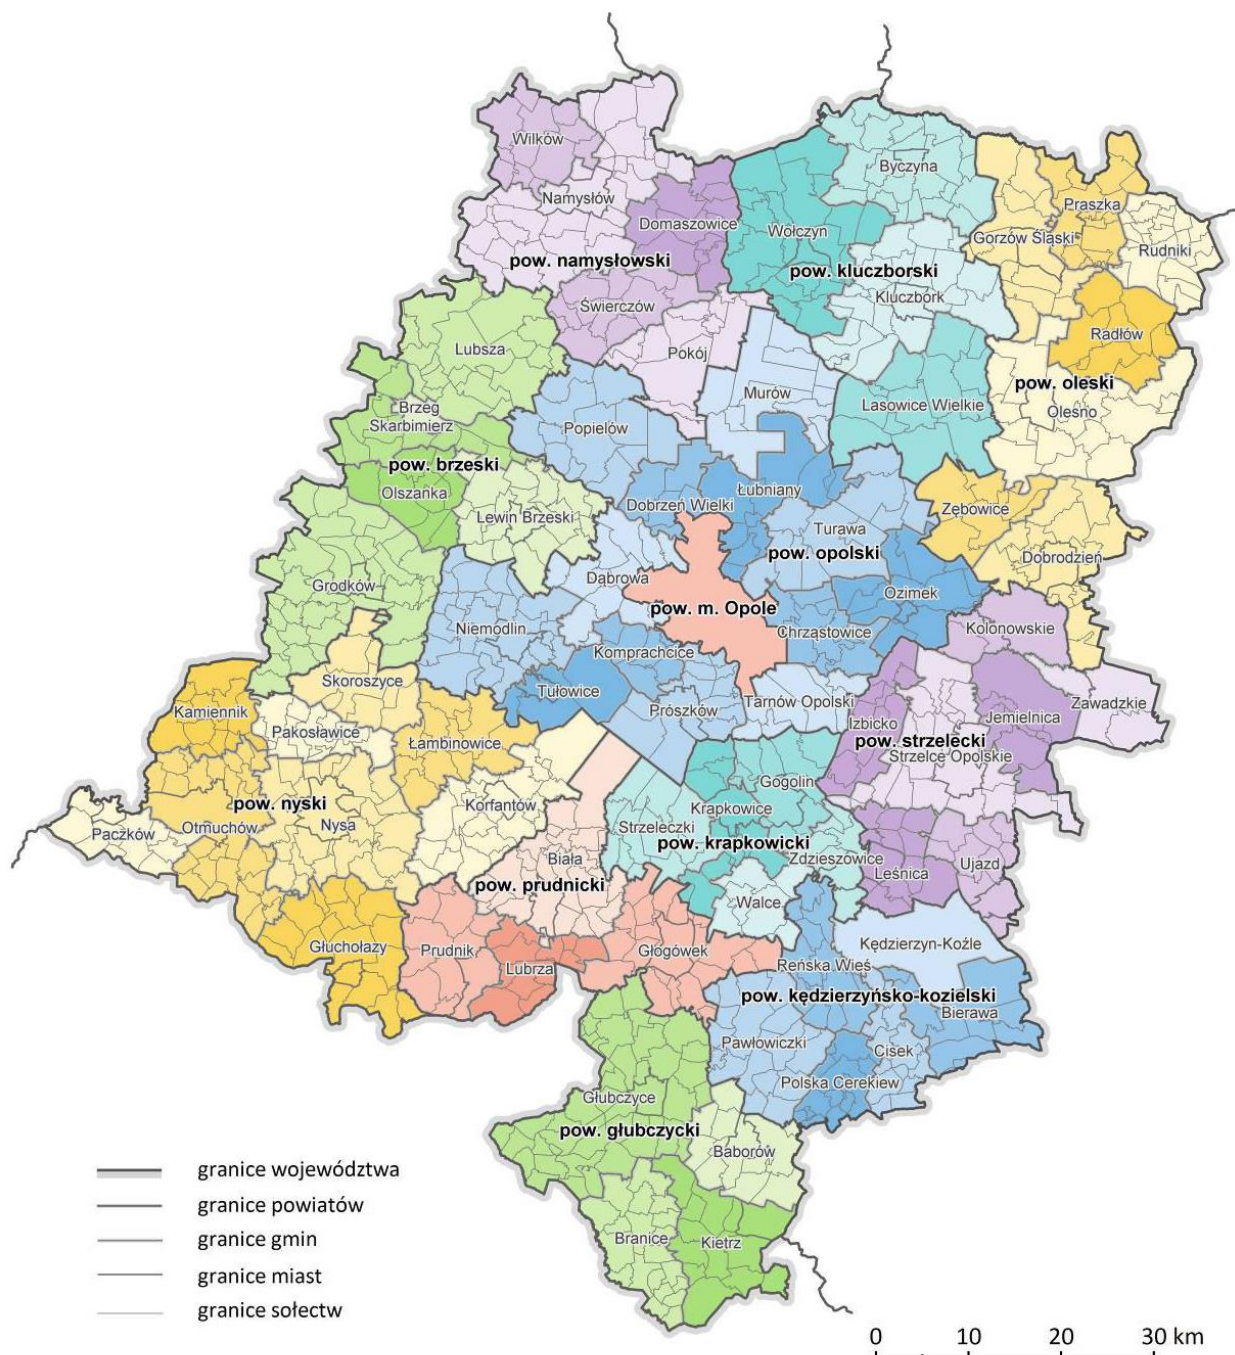 Wilków
Byczyna
Namysłów
Praszka
Domaszowice
Wołczyn
Gorzów Śląski
Rudniki
pow. namysłowski
pow. kluczborski
Kluczbork
Świerczów
Radłów
Lubsza
Pokój
pow. oleski
Murów
Lasowice Wielkie
Olesno
Brzeg
Skarbimierz
Popielów
pow. brzeski
Olszanka
Łubniany
Dobrzeń Wielki
Zębowice
Lewin Brzeski
Turawa
pow. opolski
Dobrodzień
Grodków
Dąbrowa
Ozimek
pow. m. Opole
Niemodlin
Chrząstowice
Kolonowskie
Komprachcice
Skoroszyce
Tułowice
Kamiennik
Prószków
Tarnów Opolski
Zawadzkie
Izbicko
Jemielnica
Pakosławice
Łambinowice
pow. strzelecki
Strzelce Opolskie
Gogolin
pow. nyski
Korfantów
Krapkowice
Paczków
Otmuchów
Nysa
Strzeleczki
pow. krapkowicki
Biała
Zdzieszowice
Ujazd
Leśnica
pow. prudnicki
Walce
Głuchołazy
Prudnik
Głogówek
Kędzierzyn-Koźle
Lubrza
Reńska Wieś
pow. kędzierzyńsko-kozielski
Bierawa
Pawłowiczki
Cisek
Polska Cerekiew
Głubczyce
pow. głubczycki
Baborów
Branice
Kietrz
granice województwa
granice powiatów
granice gmin
granice miast
granice sołectw
0 10 20 30 km